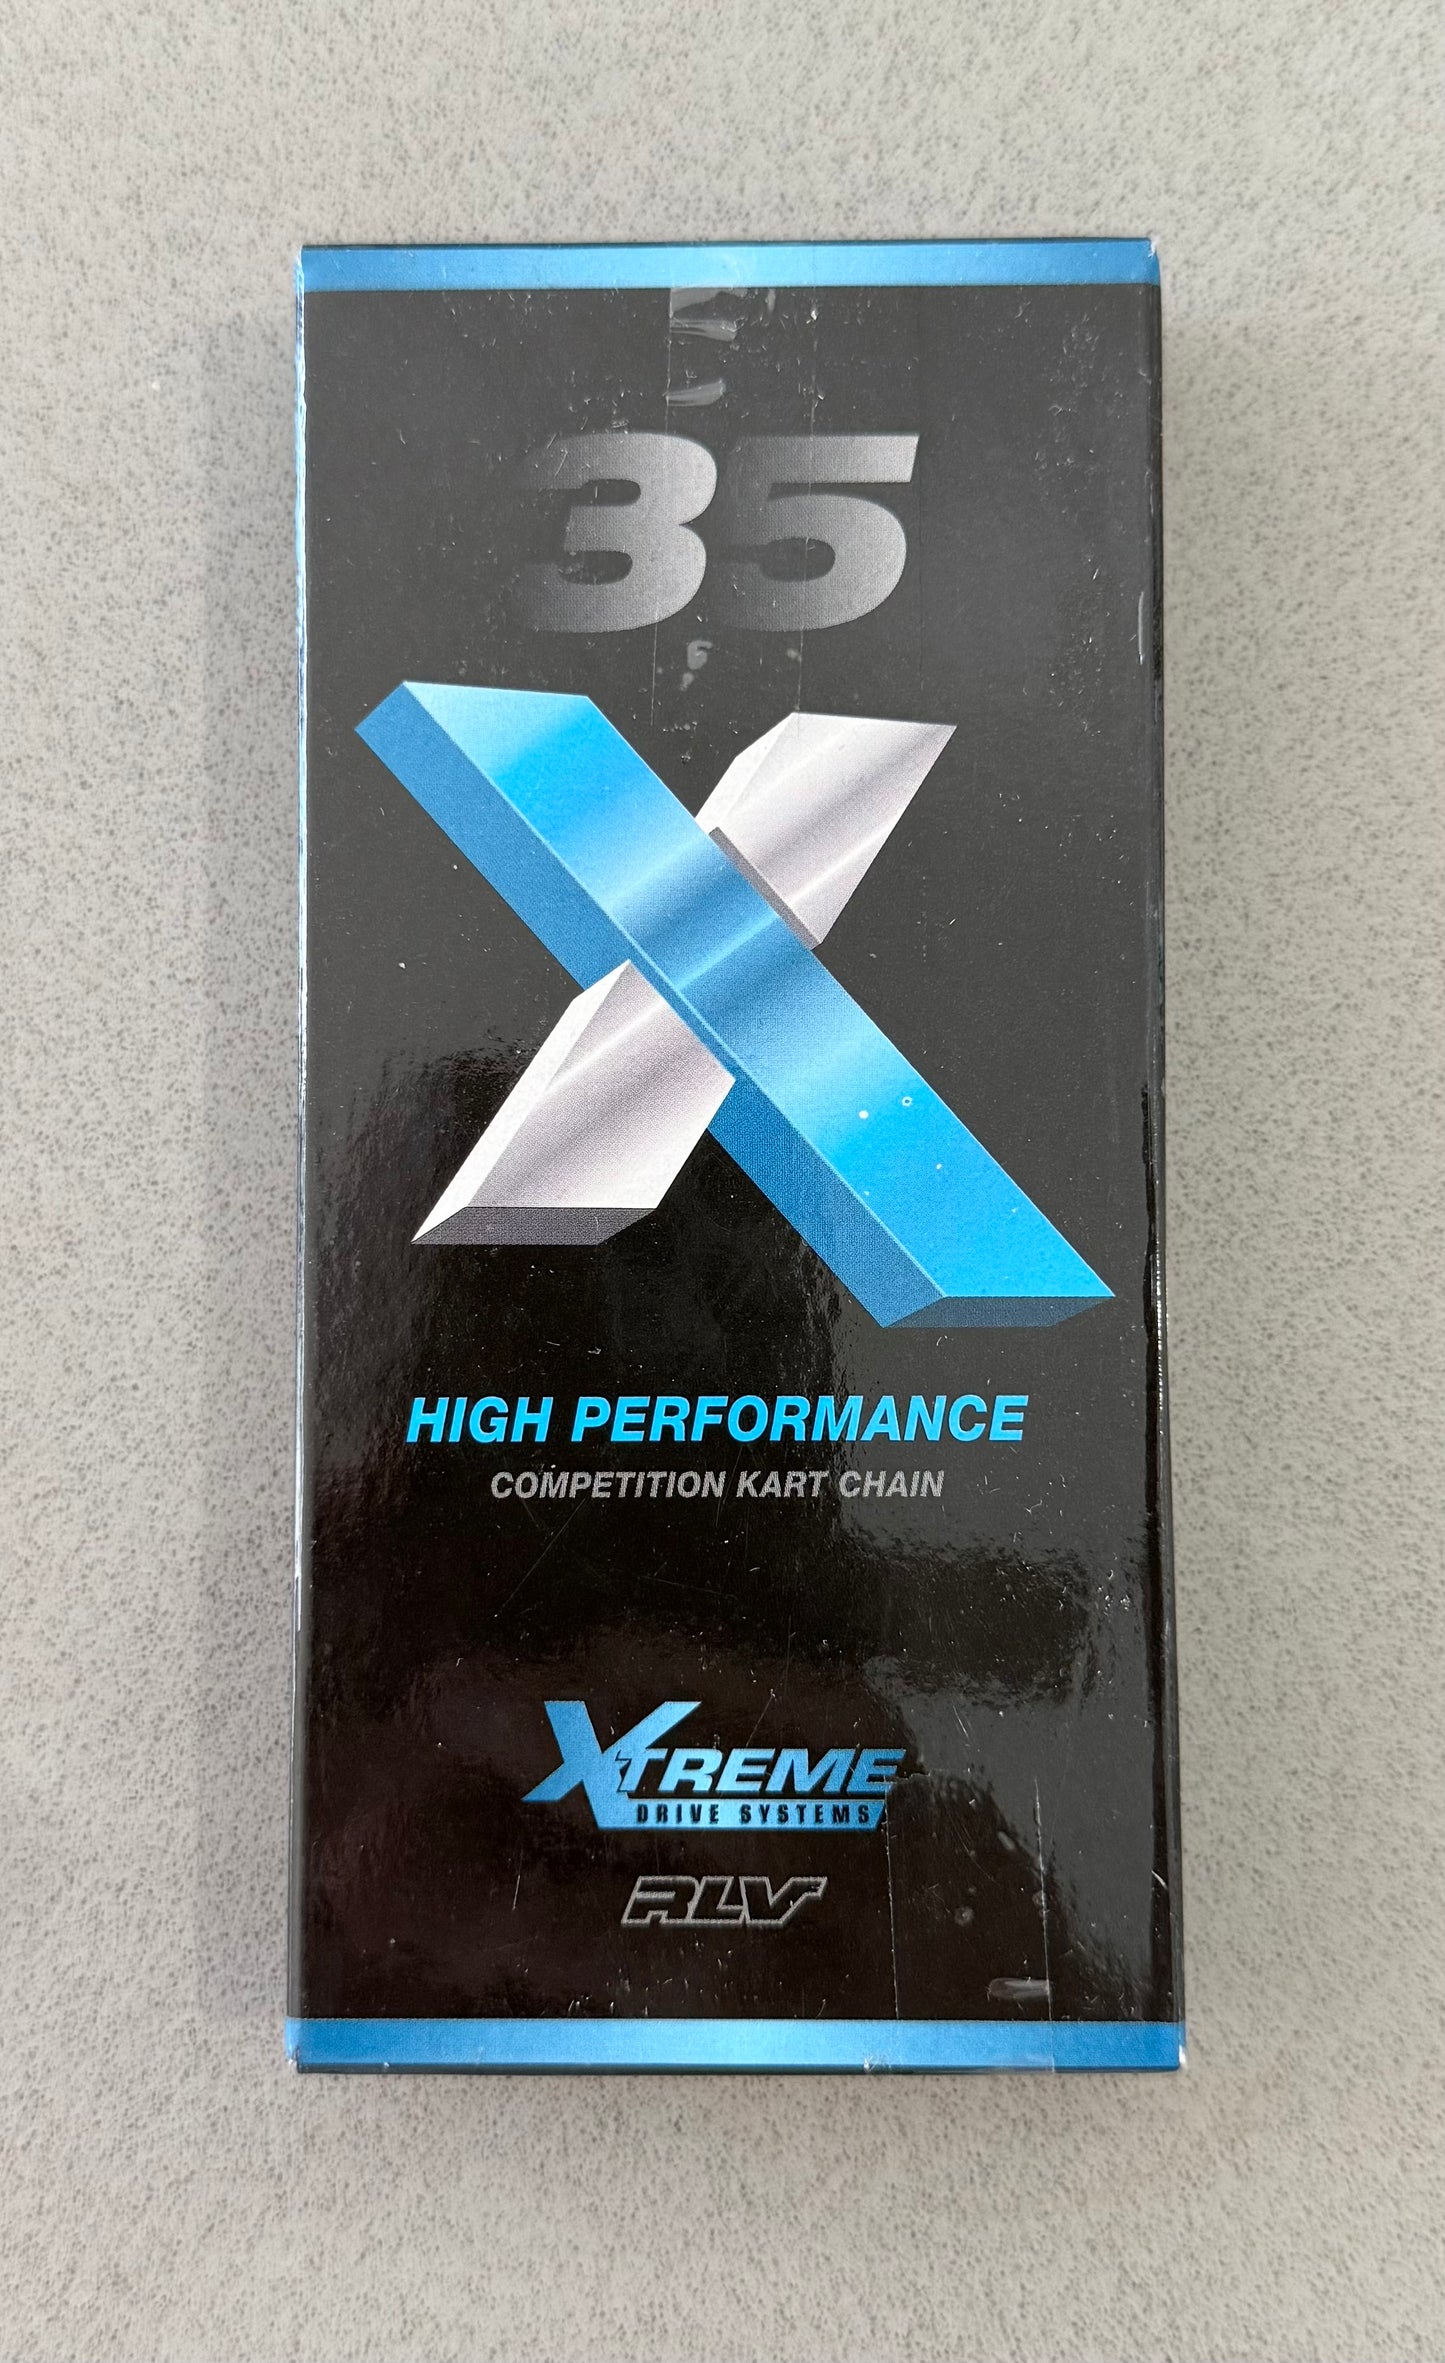 35
X
HIGH PERFORMANCE
COMPETITION KART CHAIN
XTREME
DRIVE SYSTEMS
RLV